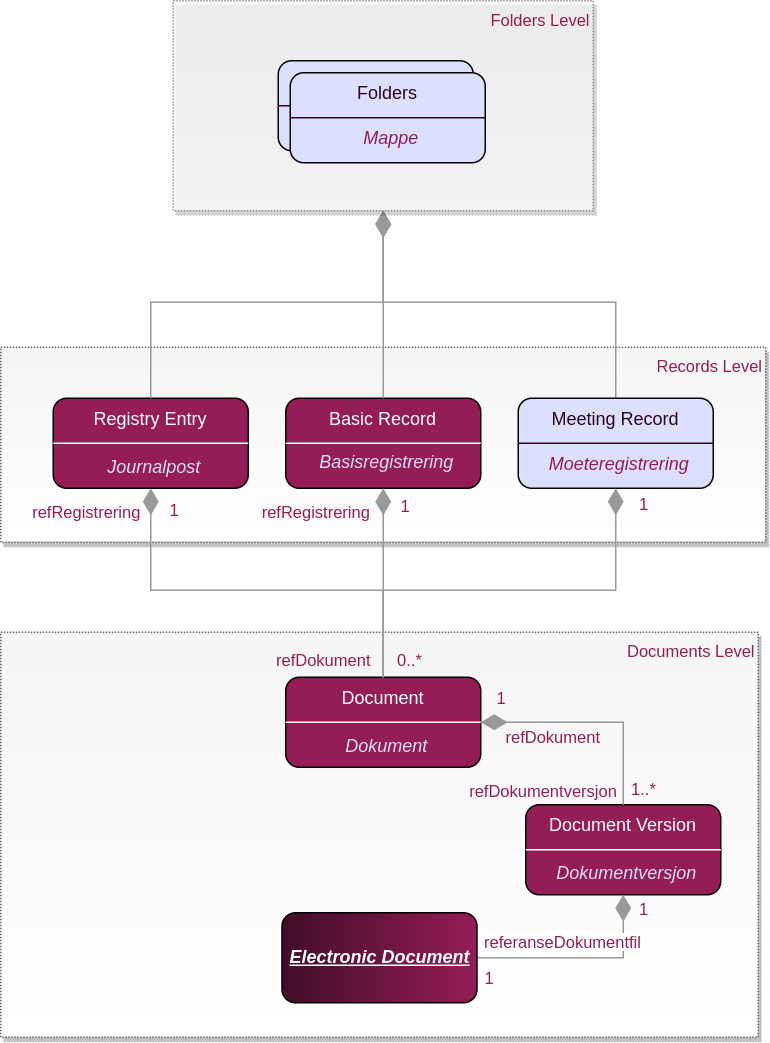 Folders Level
Folders
Mappe
Records Level
Registry Entry
Journalpost
Basic Record
Basisregistrering
Meeting Record
Moeteregistrering
refRegistrering
1
refRegistrering
1
1
Documents Level
refDokument
0..*
Document
Dokument
1
refDokument
refDokumentversjon
1..*
Document Version
Dokumentversjon
1
referanseDokumentfil
Electronic Document
1